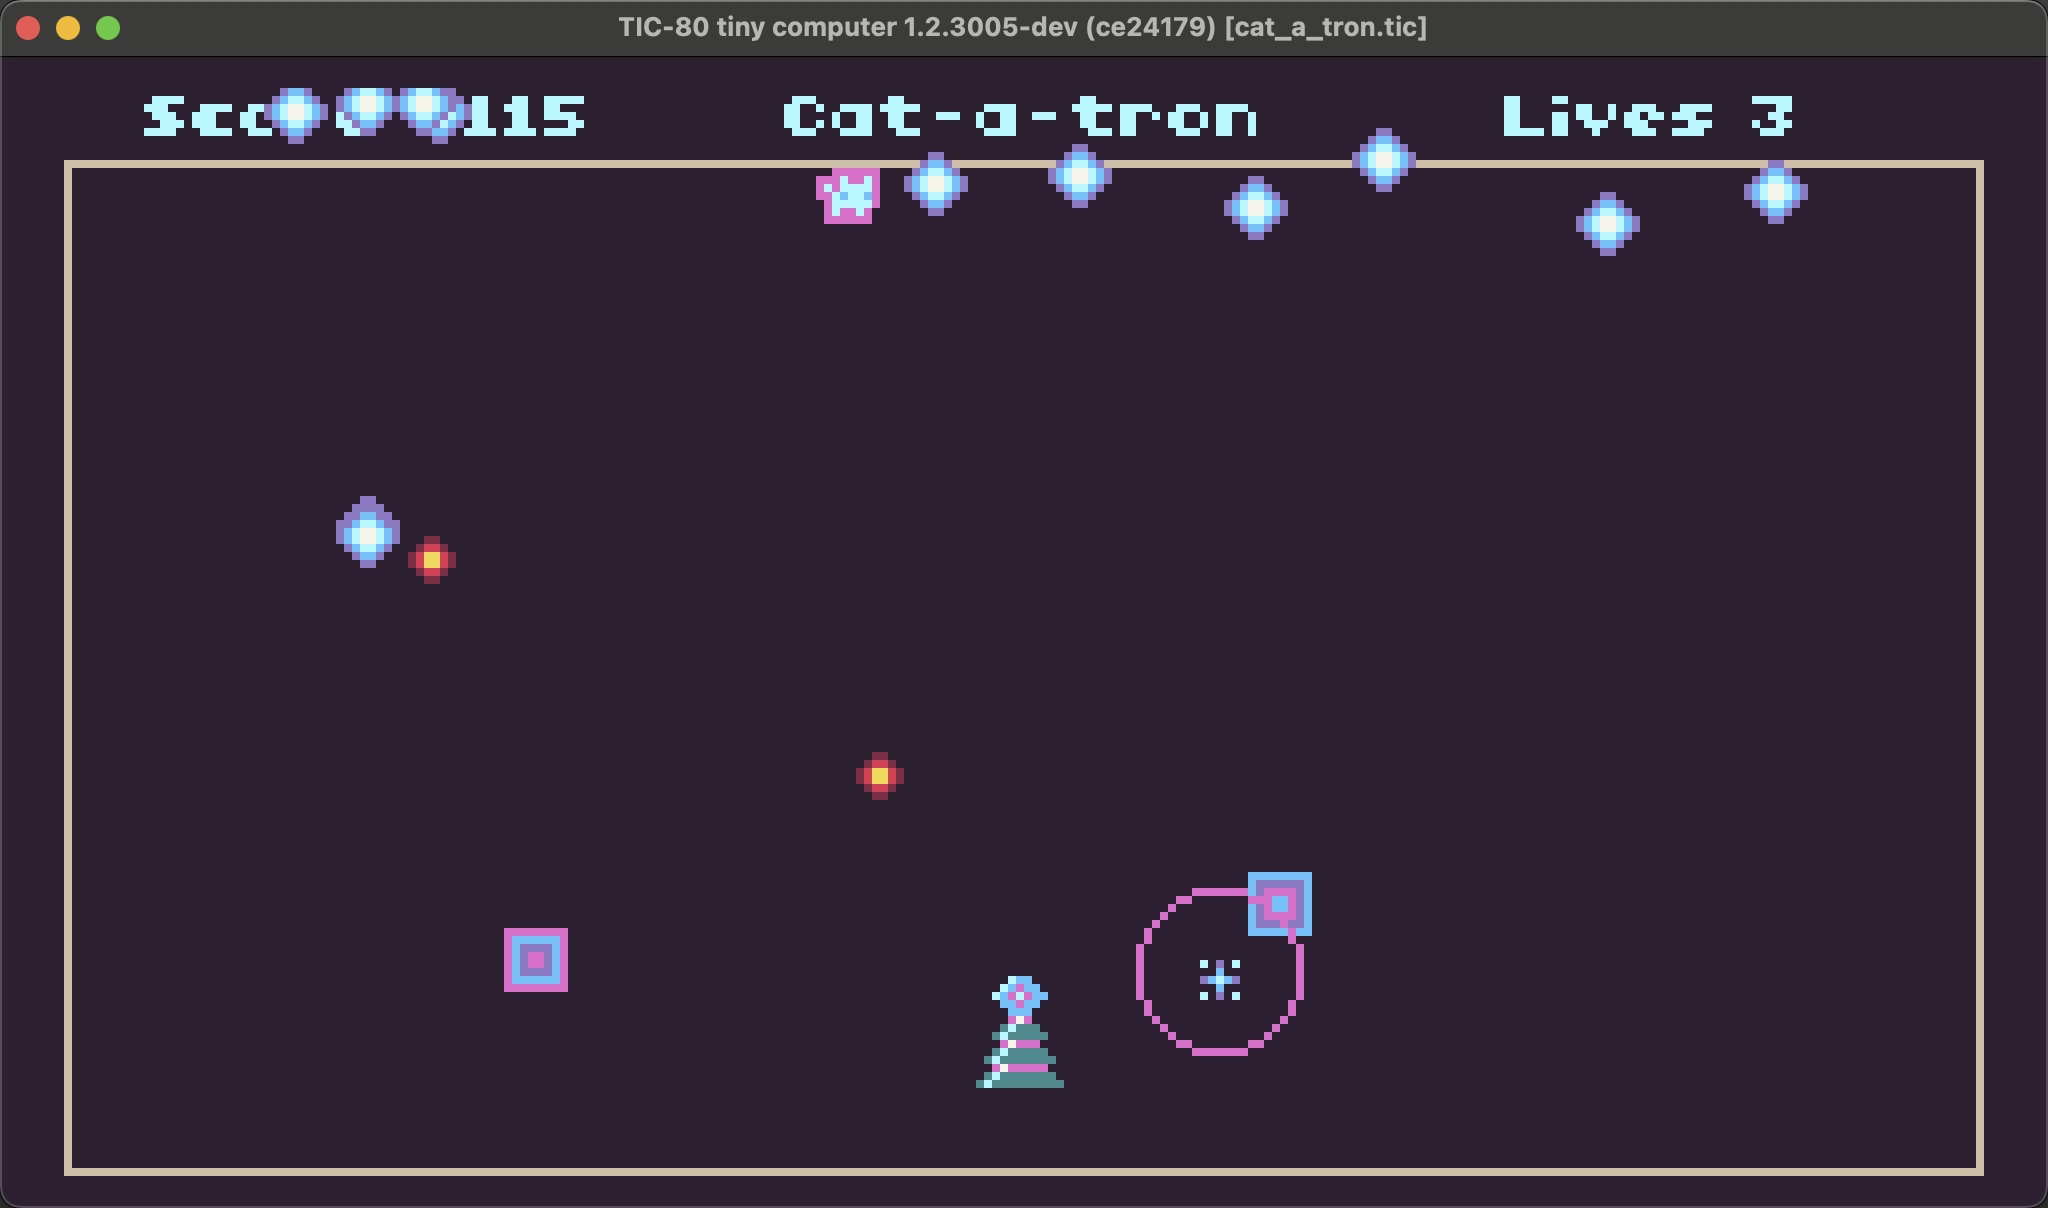 TIC-80 tiny computer 1.2.3005-dev (ce24179) [cat_a_tron.tic]
Cat-a-tron
Lives 3